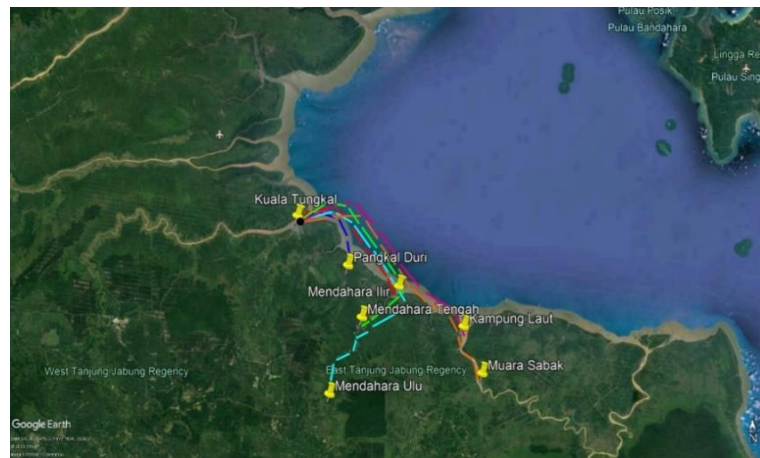 Pulau Posik
Pulau Bandahara
Lingga Re
Pulau Sing
Kuala Tungkal
Pangkal Duri
Mendahara Ilir
Mendahara Tengah
Kampung Laut
West Tanjung Jabung Regency
East Tanjung Jabung Regency
Muara Sabak
Mendahara Ulu
Google Earth
N